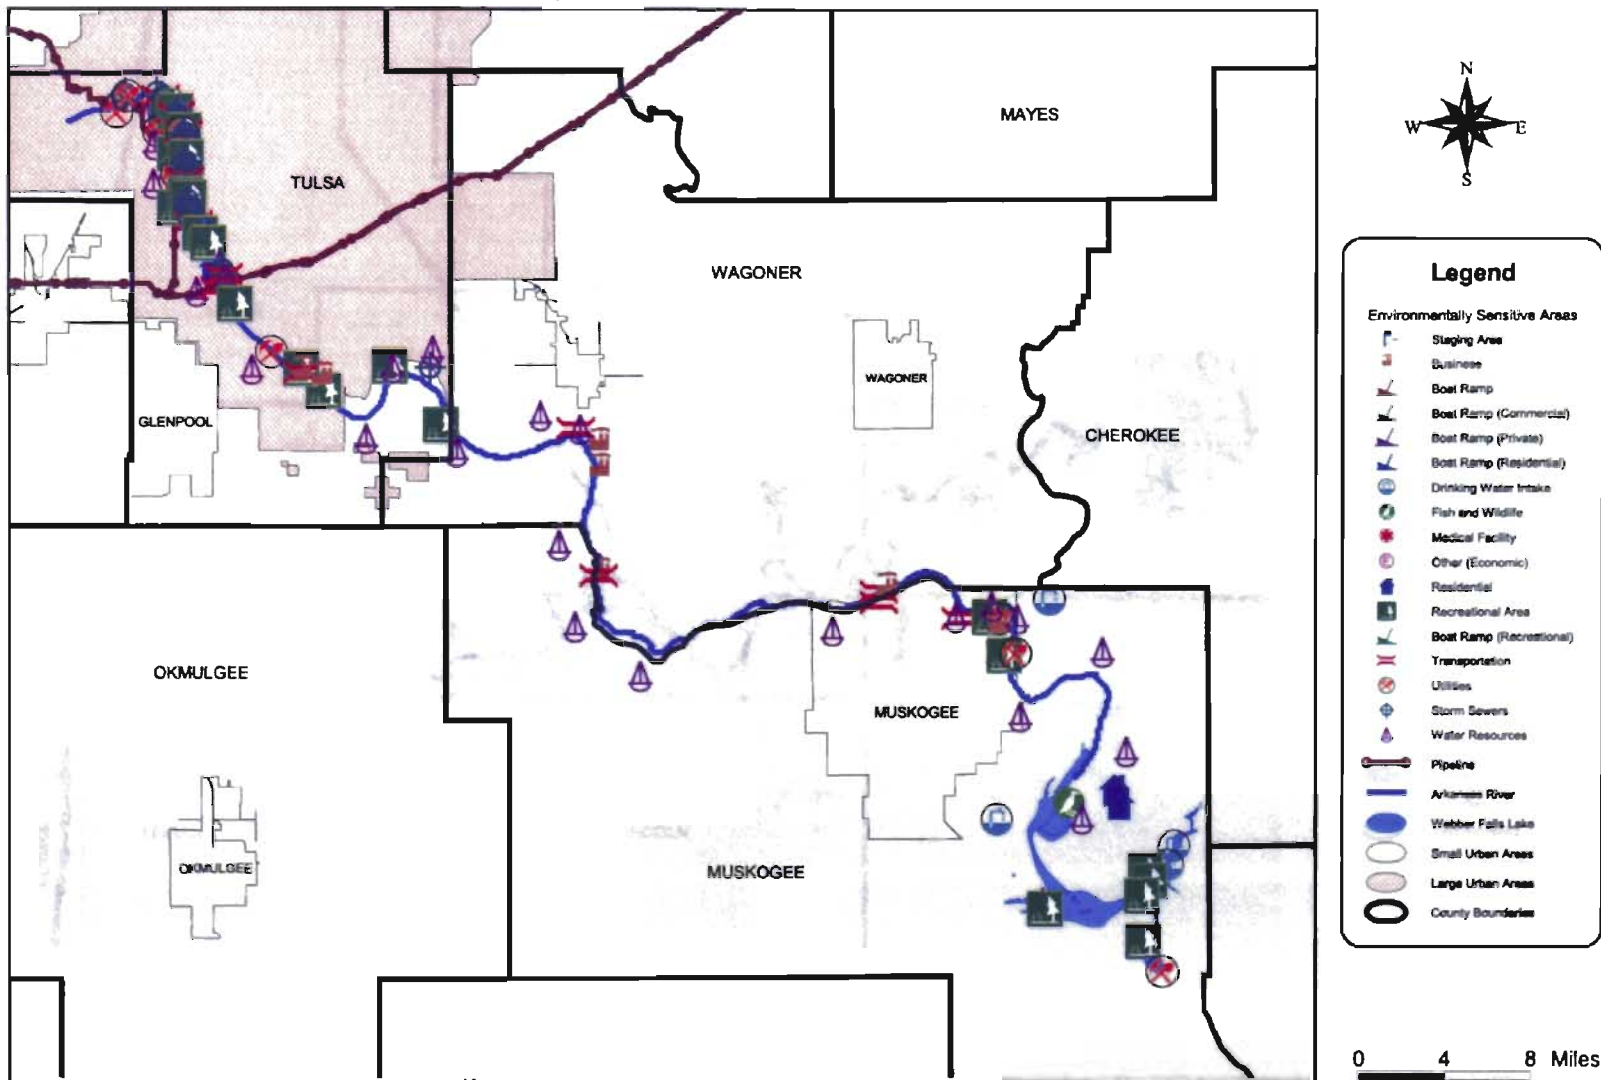 MAYES
N
W E
S
TULSA
WAGONER
Legend
Environmentally Sensitive Areas
Staging Area
Business
Boat Ramp
Boat Ramp (Commercial)
Boat Ramp (Private)
Boat Ramp (Residential)
Drinking Water Intake
Fish and Wildlife
Medical Facility
Other (Economic)
Residential
Recreational Area
Boat Ramp (Recreational)
Transportation
Utilities
Storm Sewers
Water Resources
Pipeline
Arkansas River
Webber Falls Lake
Small Urban Areas
Large Urban Areas
County Boundaries
WAGONER
GLENPOOL
CHEROKEE
OKMULGEE
MUSKOGEE
OKMULGEE
MUSKOGEE
0 4 8 Miles